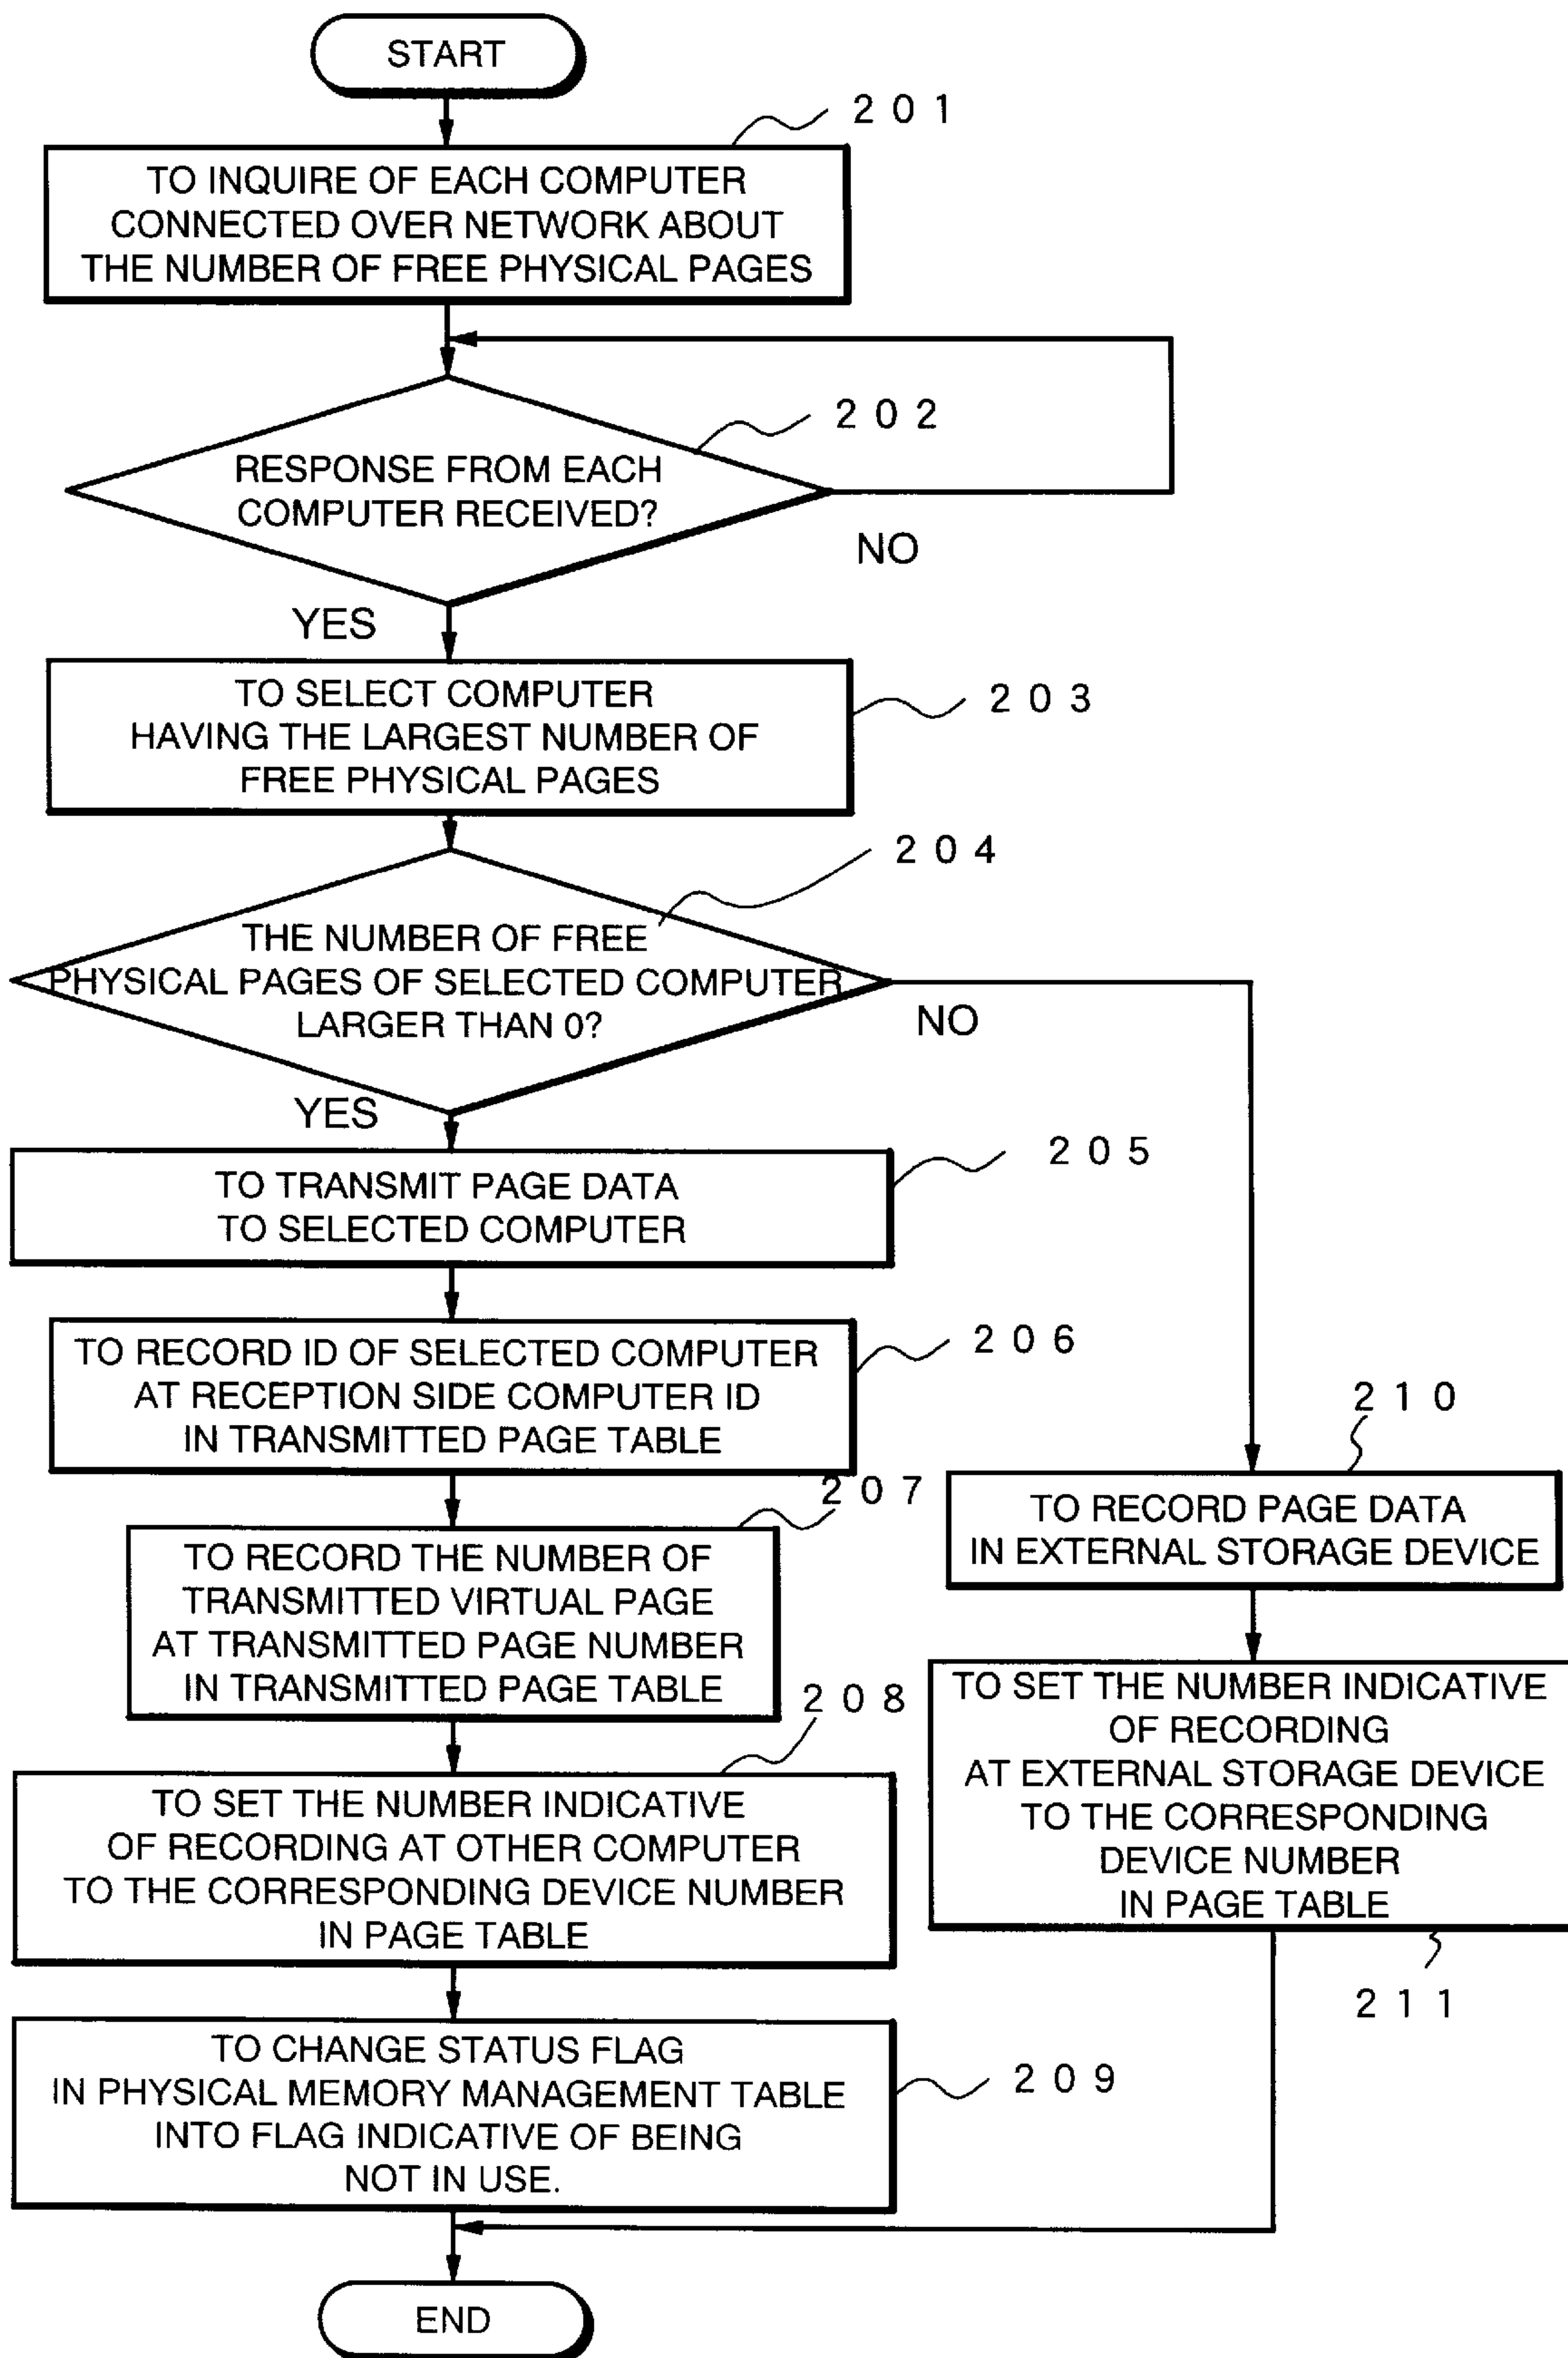 START
201
TO INQUIRE OF EACH COMPUTER
CONNECTED OVER NETWORK ABOUT
THE NUMBER OF FREE PHYSICAL PAGES
202
RESPONSE FROM EACH
COMPUTER RECEIVED?
NO
YES
TO SELECT COMPUTER
HAVING THE LARGEST NUMBER OF
FREE PHYSICAL PAGES
203
204
THE NUMBER OF FREE
PHYSICAL PAGES OF SELECTED COMPUTER
LARGER THAN 0?
NO
YES
205
TO TRANSMIT PAGE DATA
TO SELECTED COMPUTER
206
TO RECORD ID OF SELECTED COMPUTER
AT RECEPTION SIDE COMPUTER ID
IN TRANSMITTED PAGE TABLE
207
TO RECORD THE NUMBER OF
TRANSMITTED VIRTUAL PAGE
AT TRANSMITTED PAGE NUMBER
IN TRANSMITTED PAGE TABLE
208
TO SET THE NUMBER INDICATIVE
OF RECORDING AT OTHER COMPUTER
TO THE CORRESPONDING DEVICE NUMBER
IN PAGE TABLE
TO CHANGE STATUS FLAG
IN PHYSICAL MEMORY MANAGEMENT TABLE
INTO FLAG INDICATIVE OF BEING
NOT IN USE.
209
210
TO RECORD PAGE DATA
IN EXTERNAL STORAGE DEVICE
TO SET THE NUMBER INDICATIVE
OF RECORDING
AT EXTERNAL STORAGE DEVICE
TO THE CORRESPONDING
DEVICE NUMBER
IN PAGE TABLE
211
END